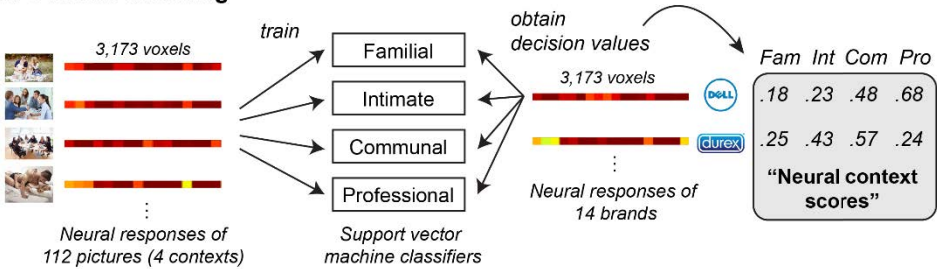 3,173 voxels
train
Familial
Intimate
Communal
Professional
obtain
decision values
3,173 voxels
DELL
durex
Fam Int Com Pro
.18 .23 .48 .68
.25 .43 .57 .24
“Neural context
scores”
⋮
Neural responses of
112 pictures (4 contexts)
Support vector
machine classifiers
⋮
Neural responses of
14 brands